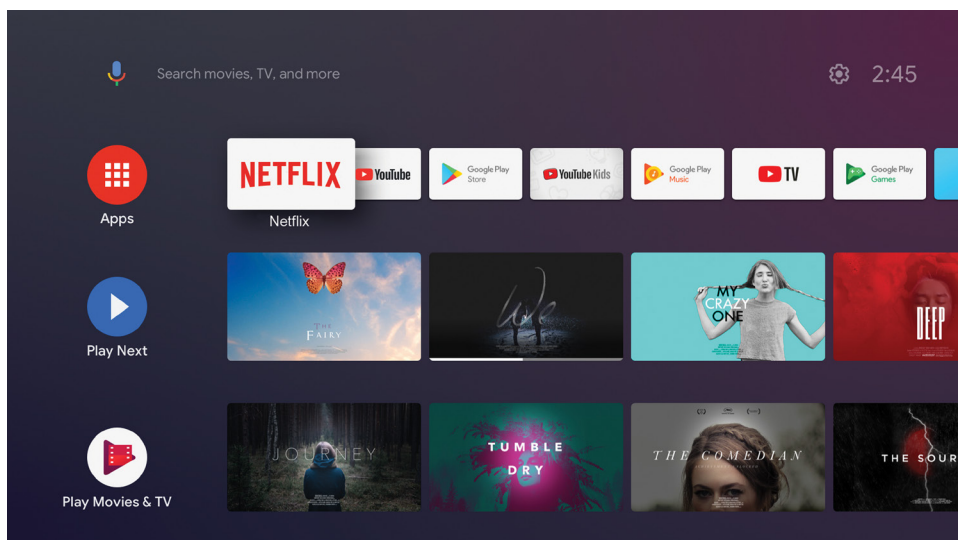 Search movies, TV, and more
2:45
Apps
NETFLIX
YouTube
Google Play
Store
YouTube Kids
Google Play
Music
TV
Google Play
Games
Netflix
Play Next
THE
FAIRY
We
MY
CRAZY
ONE
DEEP
Play Movies & TV
JOURNEY
TUMBLE
DRY
THE COMEDIAN
THE SOUR